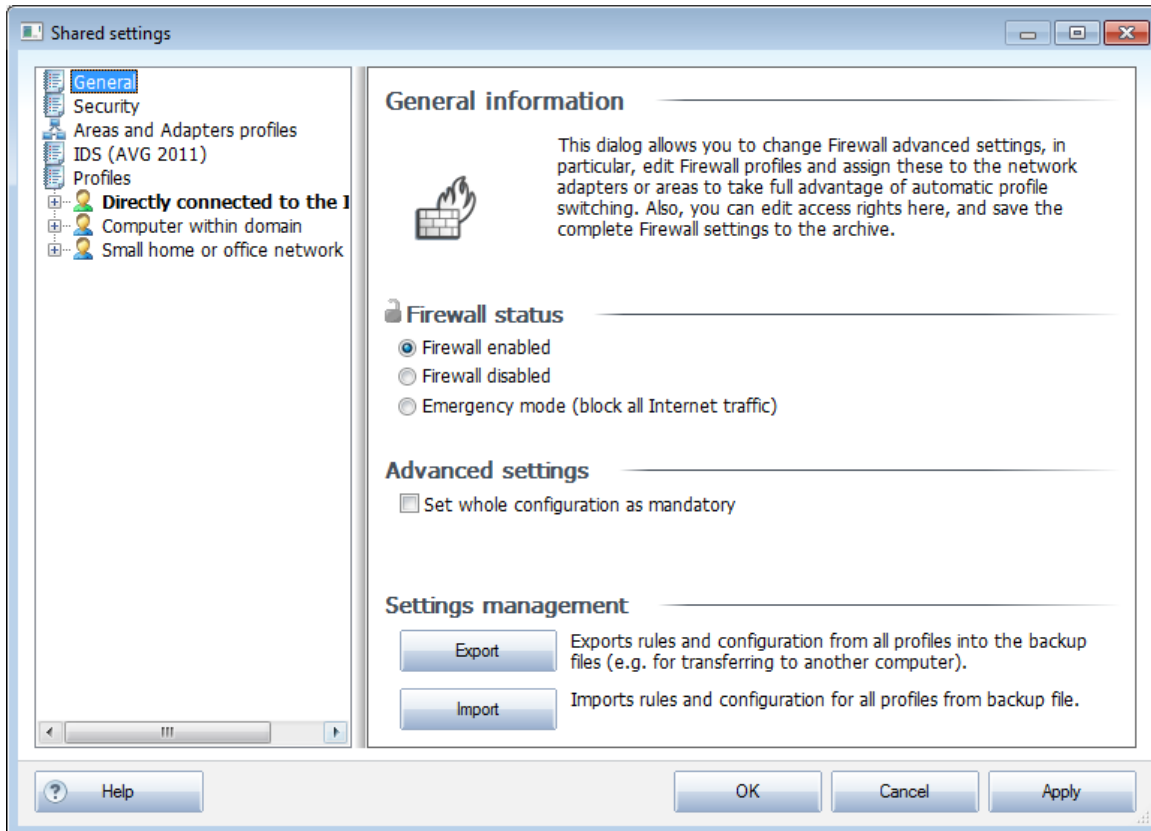 Shared settings
General
Security
Areas and Adapters profiles
IDS (AVG 2011)
Profiles
Directly connected to the I
Computer within domain
Small home or office network
General information
This dialog allows you to change Firewall advanced settings, in
particular, edit Firewall profiles and assign these to the network
adapters or areas to take full advantage of automatic profile
switching. Also, you can edit access rights here, and save the
complete Firewall settings to the archive.
Firewall status
Firewall enabled
Firewall disabled
Emergency mode (block all Internet traffic)
Advanced settings
Set whole configuration as mandatory
Settings management
Export
Exports rules and configuration from all profiles into the backup
files (e.g. for transferring to another computer).
Import
Imports rules and configuration for all profiles from backup file.
? Help
OK
Cancel
Apply